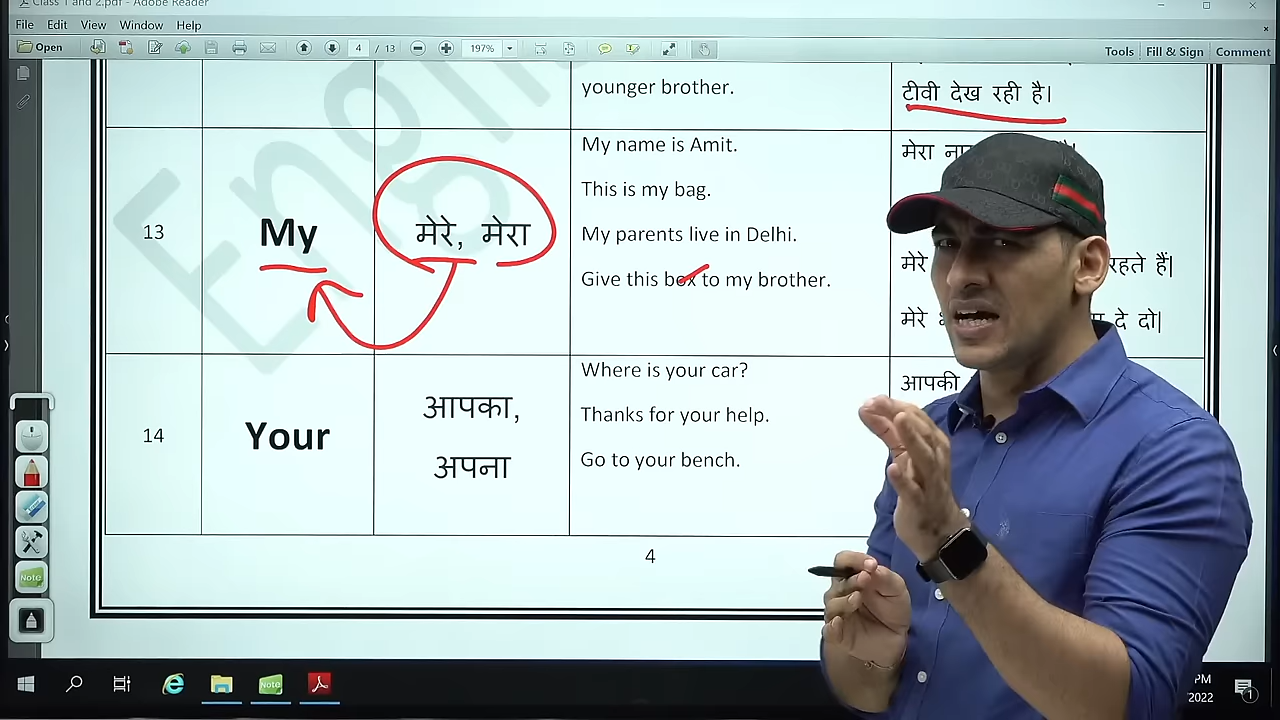 Class 1 and 2.pdf - Adobe Reader
File Edit View Window Help
Open 4 / 13 197% Tools Fill & Sign Comment
younger brother.
टीवी देख रही है|
13
My
मेरे, मेरा
My name is Amit.
This is my bag.
My parents live in Delhi.
Give this box to my brother.
मेरा
मेरे रहते हैं|
मेरे दे दो|
14
Your
आपका,
अपना
Where is your car?
Thanks for your help.
Go to your bench.
आपकी
4
Note
Note
PM
2022
1